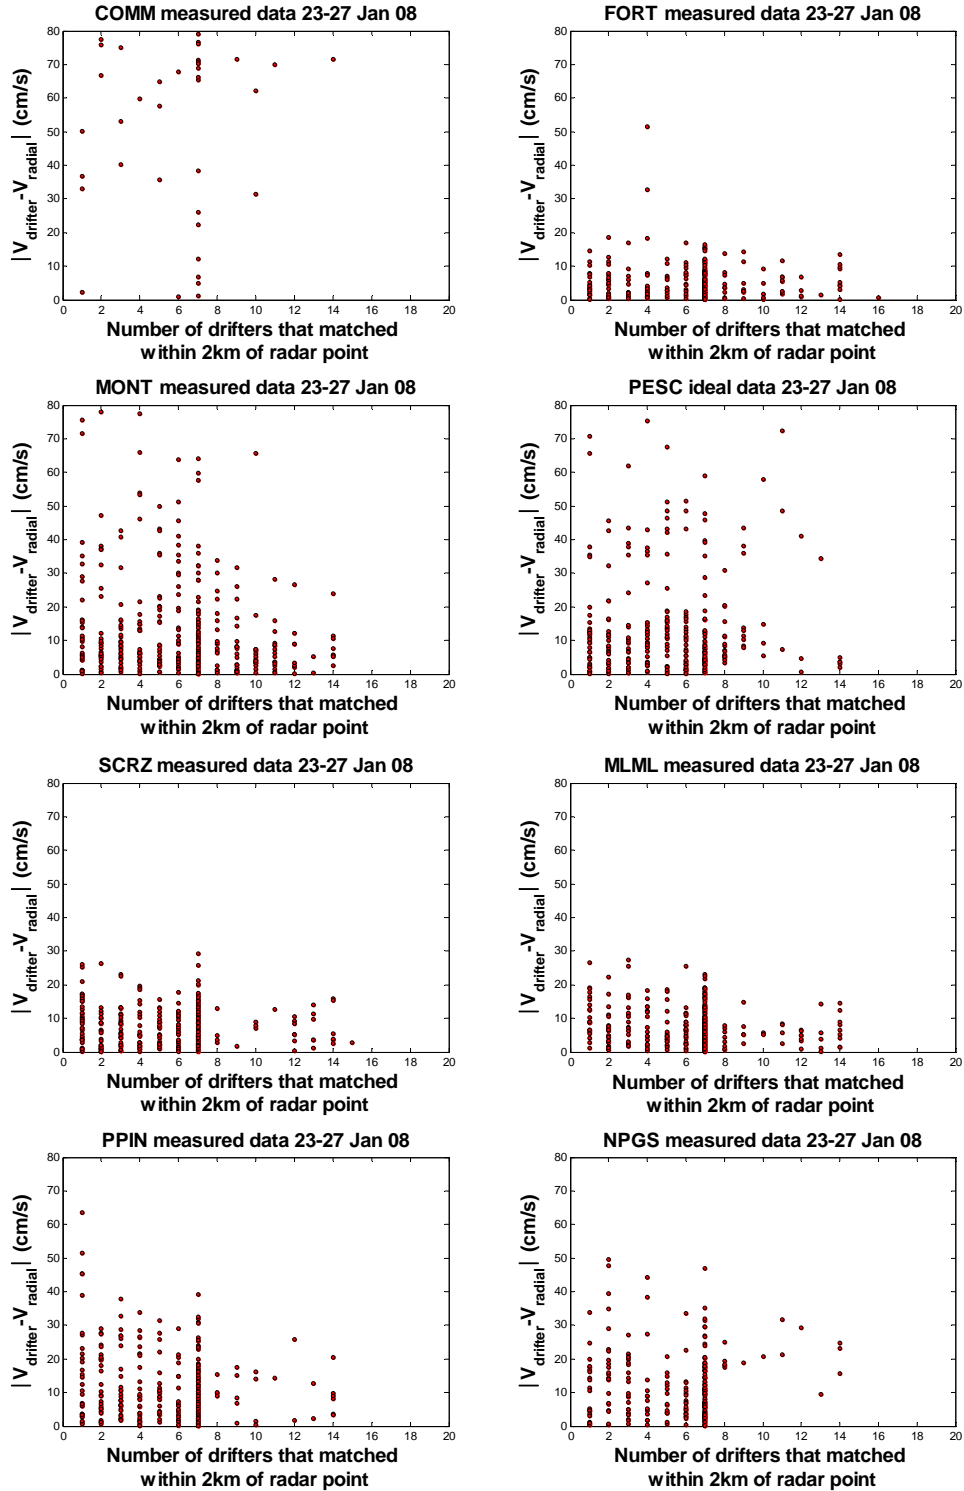 COMM measured data 23-27 Jan 08
80
70
60
50
40
30
20
10
0
|V_drifter-V_radial| (cm/s)
0 2 4 6 8 10 12 14 16 18 20
Number of drifters that matched
within 2km of radar point
FORT measured data 23-27 Jan 08
80
70
60
50
40
30
20
10
0
|V_drifter-V_radial| (cm/s)
0 2 4 6 8 10 12 14 16 18 20
Number of drifters that matched
within 2km of radar point
MONT measured data 23-27 Jan 08
80
70
60
50
40
30
20
10
0
|V_drifter-V_radial| (cm/s)
0 2 4 6 8 10 12 14 16 18 20
Number of drifters that matched
within 2km of radar point
PESC ideal data 23-27 Jan 08
80
70
60
50
40
30
20
10
0
|V_drifter-V_radial| (cm/s)
0 2 4 6 8 10 12 14 16 18 20
Number of drifters that matched
within 2km of radar point
SCRZ measured data 23-27 Jan 08
80
70
60
50
40
30
20
10
0
|V_drifter-V_radial| (cm/s)
0 2 4 6 8 10 12 14 16 18 20
Number of drifters that matched
within 2km of radar point
MLML measured data 23-27 Jan 08
80
70
60
50
40
30
20
10
0
|V_drifter-V_radial| (cm/s)
0 2 4 6 8 10 12 14 16 18 20
Number of drifters that matched
within 2km of radar point
PPIN measured data 23-27 Jan 08
80
70
60
50
40
30
20
10
0
|V_drifter-V_radial| (cm/s)
0 2 4 6 8 10 12 14 16 18 20
Number of drifters that matched
within 2km of radar point
NPGS measured data 23-27 Jan 08
80
70
60
50
40
30
20
10
0
|V_drifter-V_radial| (cm/s)
0 2 4 6 8 10 12 14 16 18 20
Number of drifters that matched
within 2km of radar point